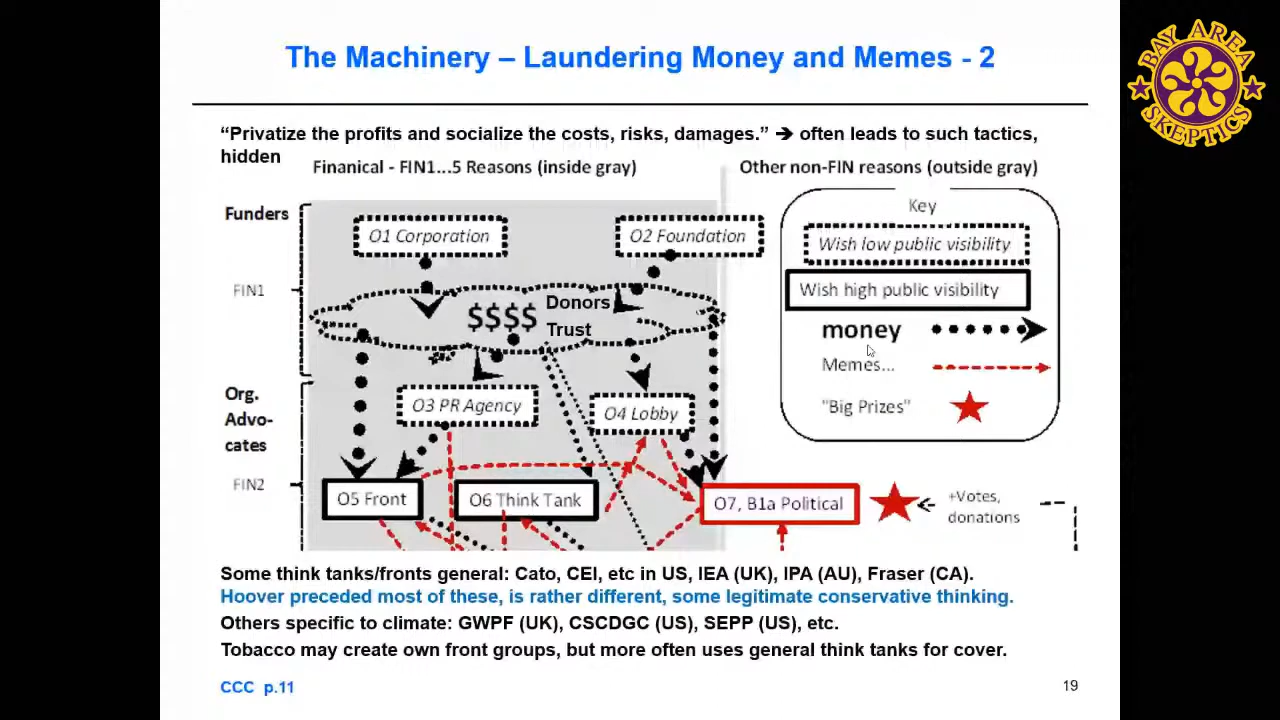 The Machinery – Laundering Money and Memes - 2
BAY AREA
SKEPTICS
“Privatize the profits and socialize the costs, risks, damages.” ➔ often leads to such tactics,
hidden
Finanical - FIN1...5 Reasons (inside gray)
Other non-FIN reasons (outside gray)
Funders
O1 Corporation
O2 Foundation
Key
Wish low public visibility
FIN1
Wish high public visibility
$$$$
Donors
Trust
money
Memes...
Org.
Advo-
cates
O3 PR Agency
O4 Lobby
"Big Prizes"
FIN2
O5 Front
O6 Think Tank
O7, B1a Political
+Votes,
donations
Some think tanks/fronts general: Cato, CEI, etc in US, IEA (UK), IPA (AU), Fraser (CA).
Hoover preceded most of these, is rather different, some legitimate conservative thinking.
Others specific to climate: GWPF (UK), CSCDGC (US), SEPP (US), etc.
Tobacco may create own front groups, but more often uses general think tanks for cover.
CCC p.11
19